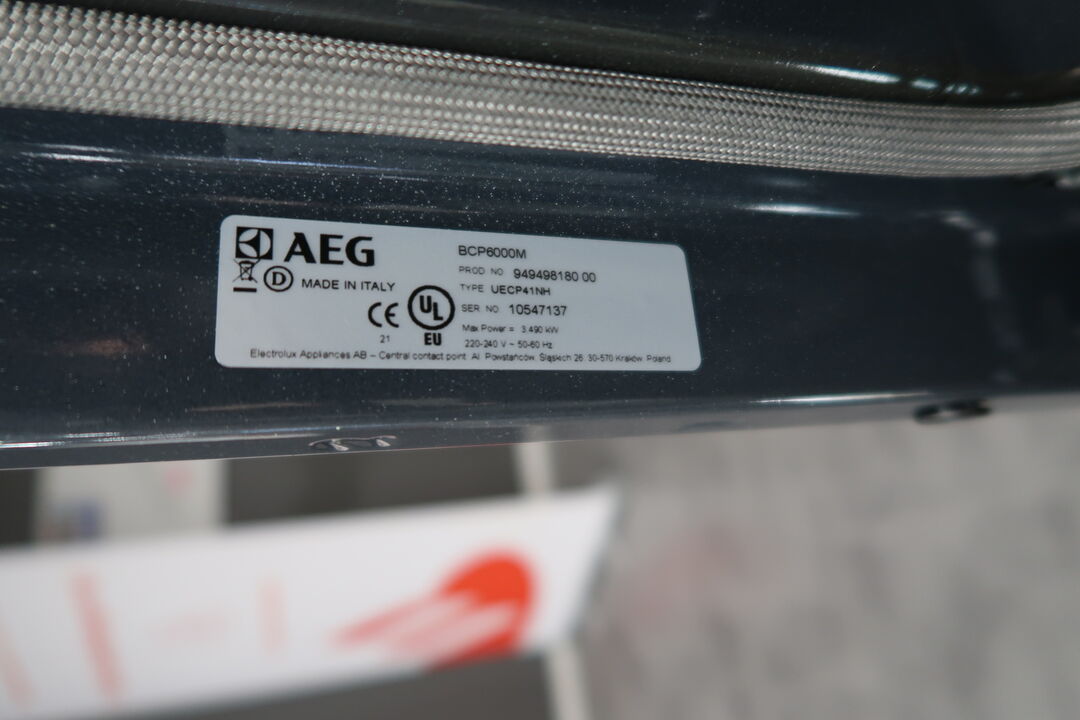 AEG
BCP6000M
PROD NO 949498180 00
D
MADE IN ITALY
TYPE UECP41NH
CE
UL
SER NO 10547137
Max Power = 3.490 kW
21
EU
220-240 V ~ 50-60 Hz
Electrolux Appliances AB – Central contact point Al. Powstańców Śląskich 26 30-570 Kraków Poland